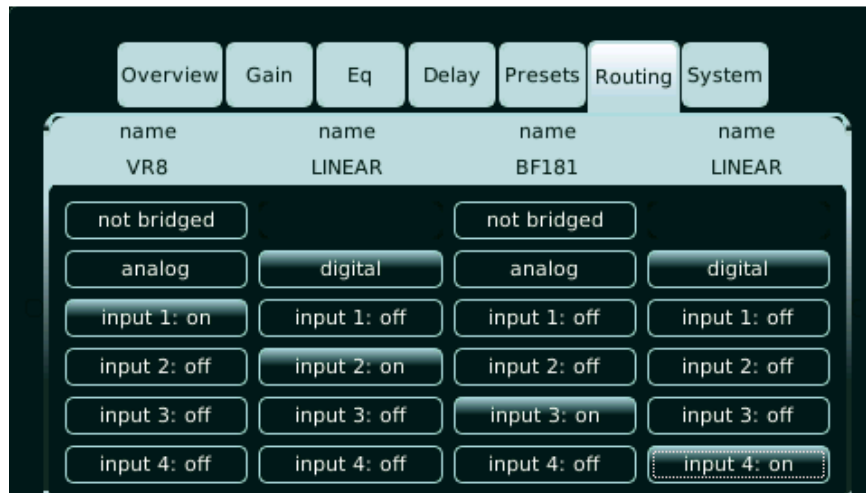 Overview Gain Eq Delay Presets Routing System
name name name name
VR8 LINEAR BF181 LINEAR
not bridged not bridged
analog digital analog digital
input 1: on input 1: off input 1: off input 1: off
input 2: off input 2: on input 2: off input 2: off
input 3: off input 3: off input 3: on input 3: off
input 4: off input 4: off input 4: off input 4: on